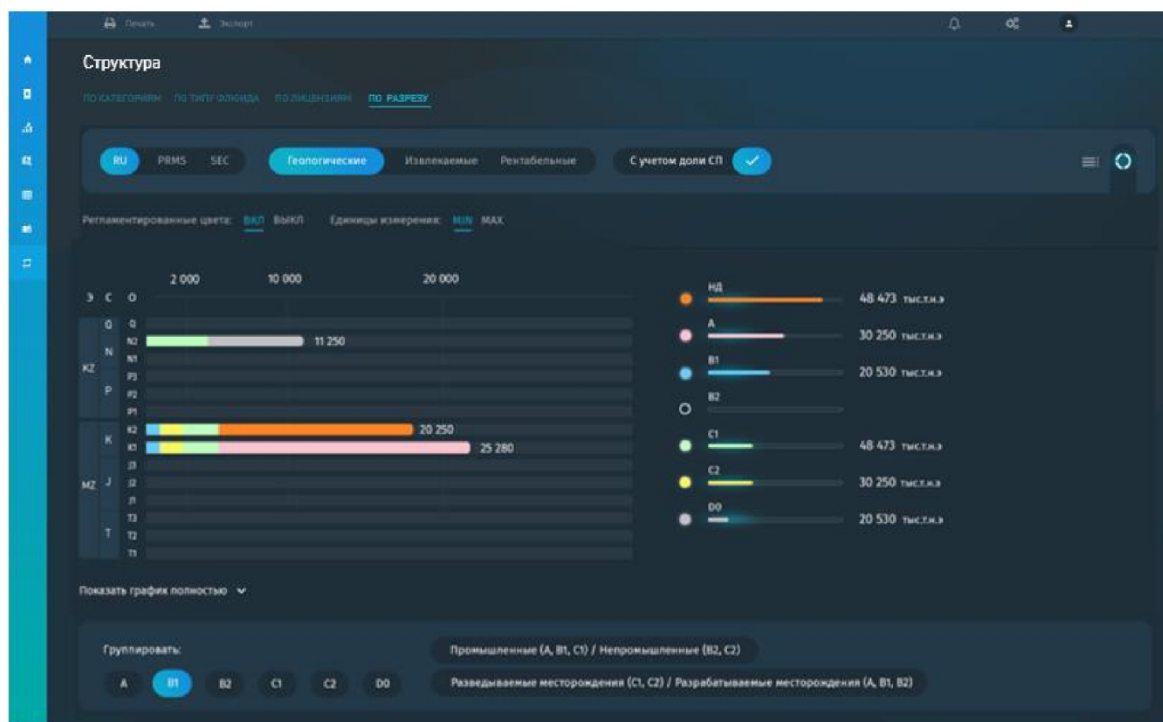 Печать Экспорт
Структура
ПО КАТЕГОРИЯМ ПО ТИПУ ФЛЮИДА ПО ЛИЦЕНЗИЯМ ПО РАЗРЕЗУ
RU PRMS SEC Геологические Извлекаемые Рентабельные С учетом доли СП
Регламентированные цвета: ВКЛ ВЫКЛ Единицы измерения: MIN MAX
2 000 10 000 20 000
Э С О
Q Q
N2 11 250
N
N1
KZ
P3
P
P2
P1
K2 20 250
K
K1 25 280
J3
MZ J J2
J1
T3
T T2
T1
НД
48 473 тыс.т.н.э
A
30 250 тыс.т.н.э
B1
20 530 тыс.т.н.э
B2
C1
48 473 тыс.т.н.э
C2
30 250 тыс.т.н.э
D0
20 530 тыс.т.н.э
Показать график полностью
Группировать:
A B1 B2 C1 C2 D0
Промышленные (A, B1, C1) / Непромышленные (B2, C2)
Разведываемые месторождения (C1, C2) / Разрабатываемые месторождения (A, B1, B2)